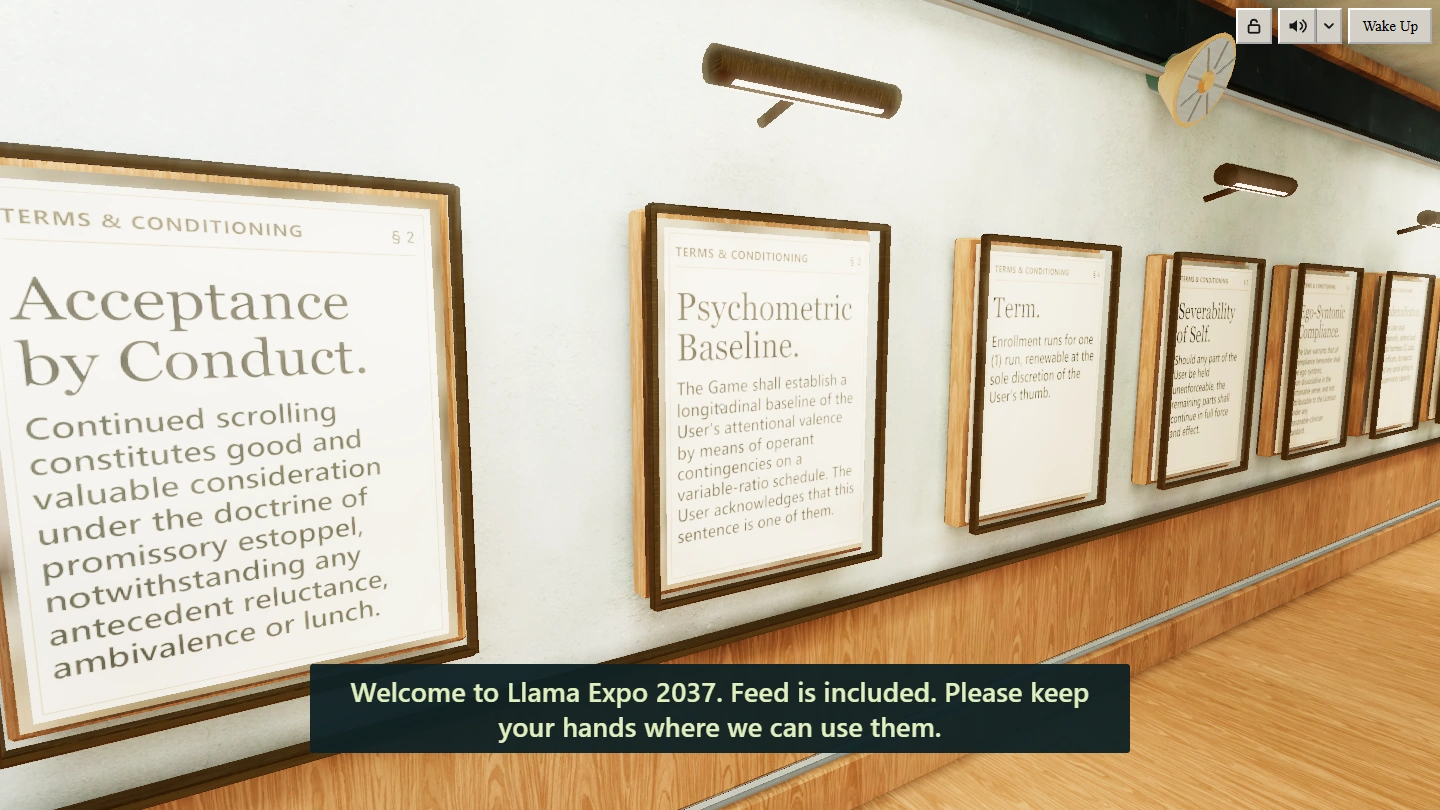 Wake Up
TERMS & CONDITIONING
§ 2
Acceptance
by Conduct.
Continued scrolling
constitutes good and
valuable consideration
under the doctrine of
promissory estoppel,
notwithstanding any
antecedent reluctance,
ambivalence or lunch.
TERMS & CONDITIONING
§ 3
Psychometric
Baseline.
The Game shall establish a
longitudinal baseline of the
User's attentional valence
by means of operant
contingencies on a
variable-ratio schedule. The
User acknowledges that this
sentence is one of them.
TERMS & CONDITIONING
§ 4
Term.
Enrollment runs for one
(1) run, renewable at the
sole discretion of the
User's thumb.
TERMS & CONDITIONING
Severability
of Self.
Should any part of the
User be held
unenforceable, the
remaining parts shall
continue in full force
and effect.
TERMS & CONDITIONING
Ego-Syntonic
Compliance.
Welcome to Llama Expo 2037. Feed is included. Please keep
your hands where we can use them.